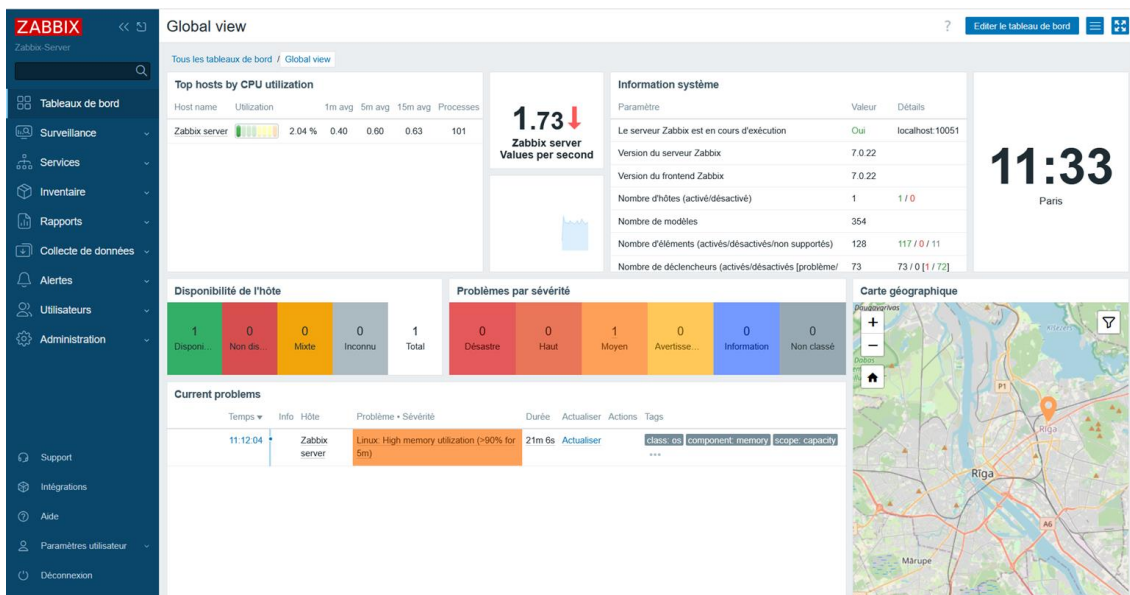 ZABBIX
Zabbix-Server
Tableaux de bord
Surveillance
Services
Inventaire
Rapports
Collecte de données
Alertes
Utilisateurs
Administration
Support
Intégrations
Aide
Paramètres utilisateur
Déconnexion
Global view
? Editer le tableau de bord
Tous les tableaux de bord / Global view
Top hosts by CPU utilization
Host name Utilization 1m avg 5m avg 15m avg Processes
Zabbix server 2.04 % 0.40 0.60 0.63 101
1.73
Zabbix server
Values per second
Information système
Paramètre Valeur Détails
Le serveur Zabbix est en cours d'exécution Oui localhost:10051
Version du serveur Zabbix 7.0.22
Version du frontend Zabbix 7.0.22
Nombre d'hôtes (activé/désactivé) 1 1 / 0
Nombre de modèles 354
Nombre d'éléments (activés/désactivés/non supportés) 128 117 / 0 / 11
Nombre de déclencheurs (activés/désactivés [problème/ 73 73 / 0 [1 / 72]
11:33
Paris
Disponibilité de l'hôte
1 0 0 0 1
Disponi... Non dis... Mixte Inconnu Total
Problèmes par sévérité
0 0 1 0 0 0
Désastre Haut Moyen Avertisse... Information Non classé
Current problems
Temps Info Hôte Problème • Sévérité Durée Actualiser Actions Tags
11:12:04 Zabbix server Linux: High memory utilization (>90% for 21m 6s Actualiser class: os component: memory scope: capacity
5m) •••
Carte géographique
Daugavgrīvas
+
−
P1
Rīga
Rīga
A6
Mārupe